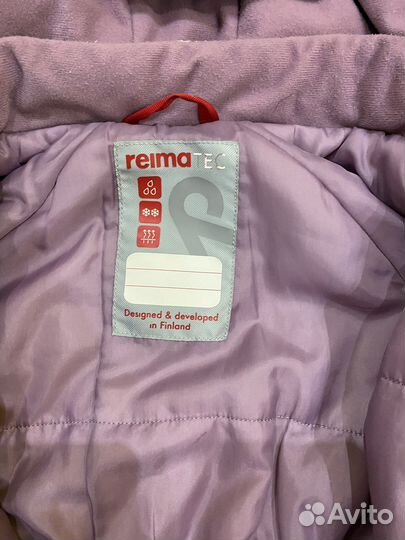 reimaTEC
Designed & developed
in Finland
Avito